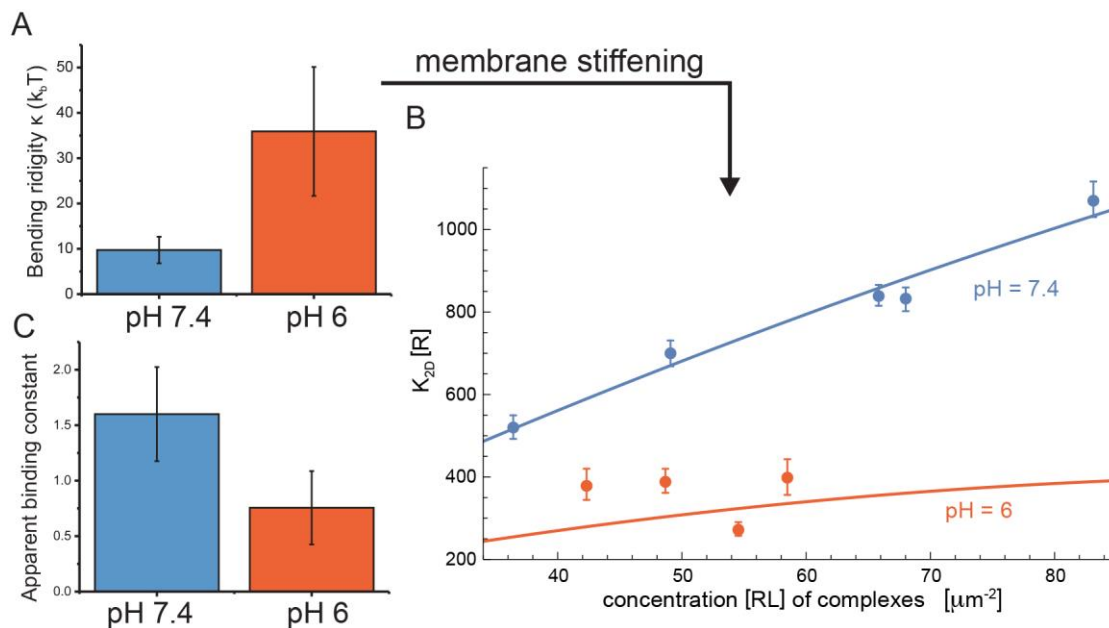 A
membrane stiffening
Bending ridigity κ (k_bT)
50
40
30
20
10
0
pH 7.4
pH 6
B
K_2D [R]
1000
800
600
400
200
pH = 7.4
pH = 6
40
50
60
70
80
concentration [RL] of complexes [μm⁻²]
C
Apparent binding constant
2.0
1.5
1.0
0.5
0.0
pH 7.4
pH 6